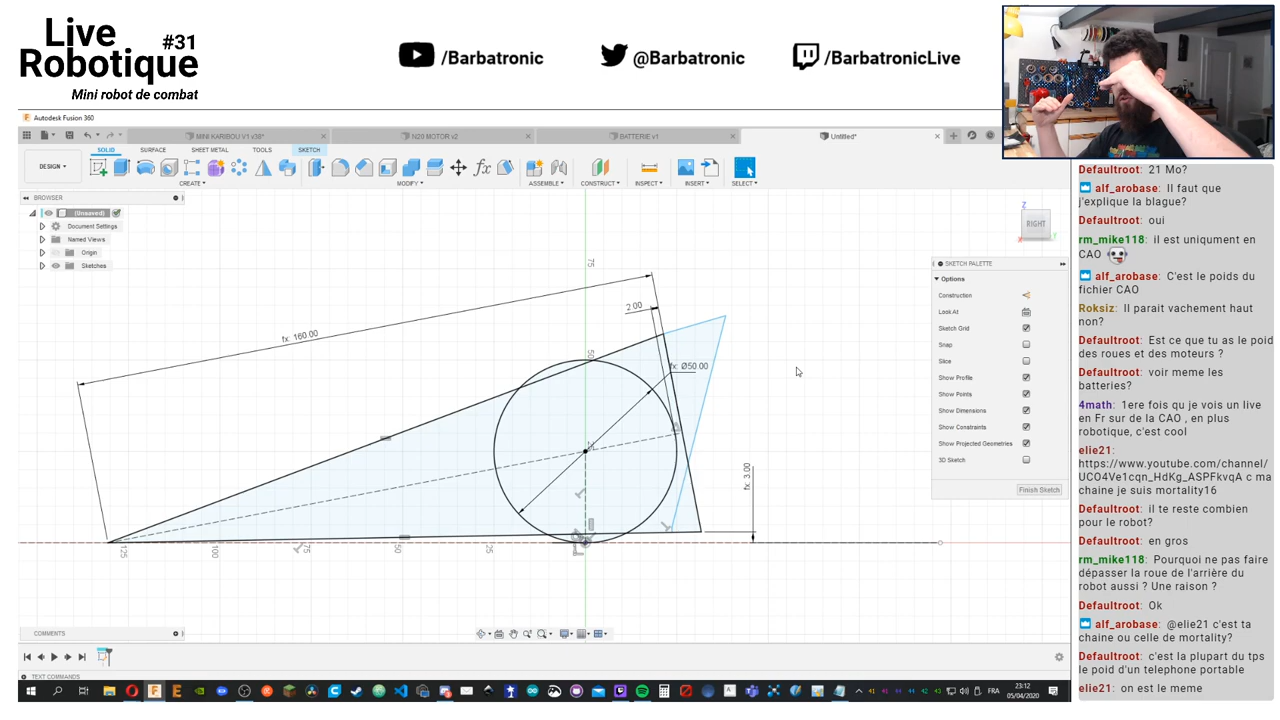 Live
Robotique
#31
Mini robot de combat
/Barbatronic
@Barbatronic
/BarbatronicLive
Autodesk Fusion 360
MINI KARIBOU V1 v38*
N20 MOTOR v2
BATTERIE v1
Untitled*
SOLID
SURFACE
SHEET METAL
TOOLS
SKETCH
DESIGN
CREATE
MODIFY
ASSEMBLE
CONSTRUCT
INSPECT
INSERT
SELECT
BROWSER
(Unsaved)
Document Settings
Named Views
Origin
Sketches
Z
RIGHT
X
Y
SKETCH PALETTE
Options
Construction
Look At
Sketch Grid
Snap
Slice
Show Profile
Show Points
Show Dimensions
Show Constraints
Show Projected Geometries
3D Sketch
Finish Sketch
75
2.00
fx: 160.00
50
fx: Ø50.00
25
fx: 3.00
125
100
75
50
25
COMMENTS
TEXT COMMANDS
FRA
23:12
05/04/2020
Defaultroot: 21 Mo?
alf_arobase: Il faut que
j'explique la blague?
Defaultroot: oui
rm_mike118: il est uniqument en
CAO
alf_arobase: C'est le poids du
fichier CAO
Roksiz: Il parait vachement haut
non?
Defaultroot: Est ce que tu as le poid
des roues et des moteurs ?
Defaultroot: voir meme les
batteries?
4math: 1ere fois qu je vois un live
en Fr sur de la CAO , en plus
robotique, c'est cool
elie21:
https://www.youtube.com/channel/
UCO4Ve1cqn_HdKg_ASPFkvqA c ma
chaine je suis mortality16
Defaultroot: il te reste combien
pour le robot?
Defaultroot: en gros
rm_mike118: Pourquoi ne pas faire
dépasser la roue de l'arrière du
robot aussi ? Une raison ?
Defaultroot: Ok
alf_arobase: @elie21 c'est ta
chaine ou celle de mortality?
Defaultroot: c'est la plupart du tps
le poid d'un telephone portable
elie21: on est le meme